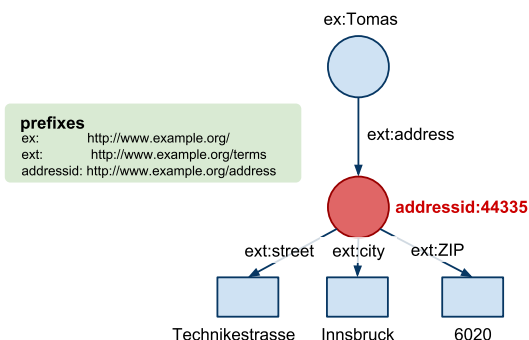 ex:Tomas
prefixes
ex: http://www.example.org/
ext: http://www.example.org/terms
addressid: http://www.example.org/address
ext:address
addressid:44335
ext:street ext:city ext:ZIP
Technikestrasse Innsbruck 6020